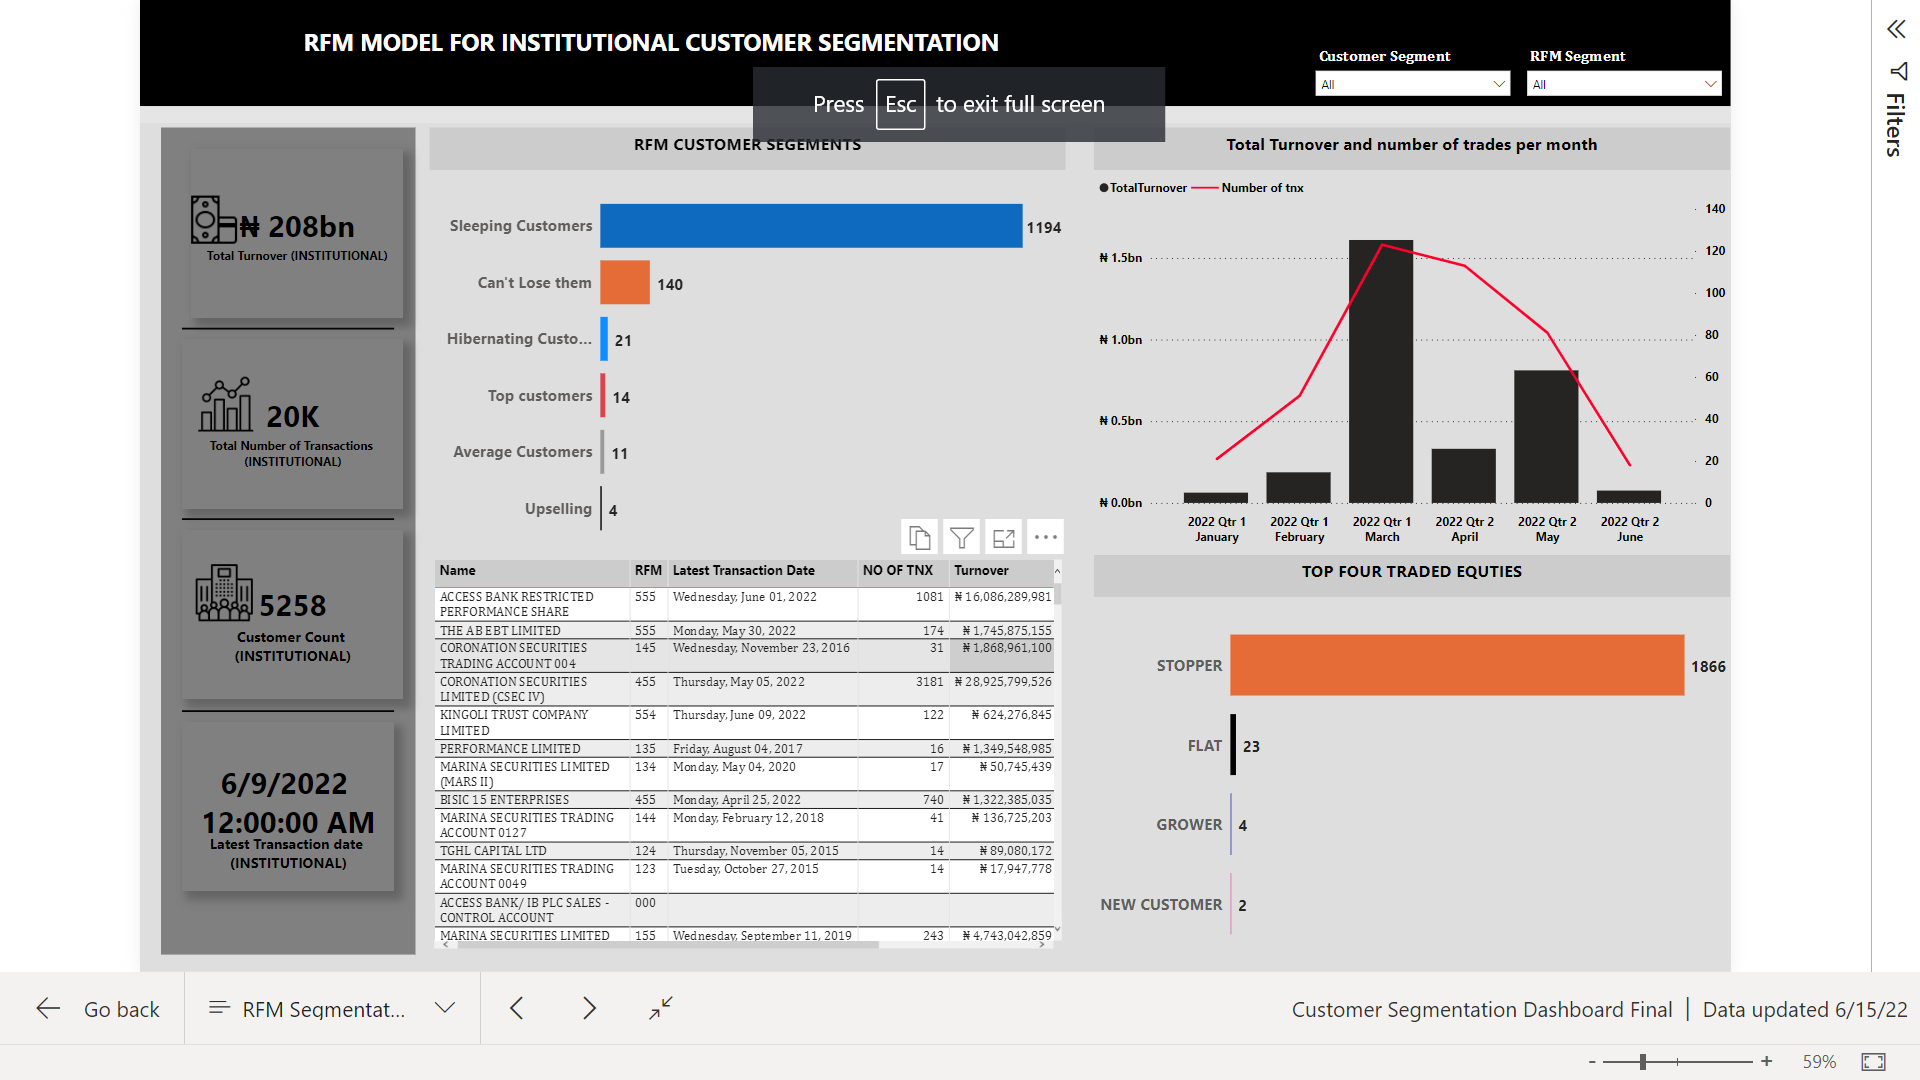 RFM MODEL FOR INSTITUTIONAL CUSTOMER SEGMENTATION
Customer Segment
RFM Segment
All
All
Press Esc to exit full screen
Filters
₦ 208bn
Total Turnover (INSTITUTIONAL)
20K
Total Number of Transactions
(INSTITUTIONAL)
5258
Customer Count
(INSTITUTIONAL)
6/9/2022
12:00:00 AM
Latest Transaction date
(INSTITUTIONAL)
RFM CUSTOMER SEGEMENTS
Sleeping Customers 1194
Can't Lose them 140
Hibernating Custo... 21
Top customers 14
Average Customers 11
Upselling 4
Name RFM Latest Transaction Date NO OF TNX Turnover
ACCESS BANK RESTRICTED 555 Wednesday, June 01, 2022 1081 ₦ 16,086,289,981
PERFORMANCE SHARE
THE AB EBT LIMITED 555 Monday, May 30, 2022 174 ₦ 1,745,875,155
CORONATION SECURITIES 145 Wednesday, November 23, 2016 31 ₦ 1,868,961,100
TRADING ACCOUNT 004
CORONATION SECURITIES 455 Thursday, May 05, 2022 3181 ₦ 28,925,799,526
LIMITED (CSEC IV)
KINGOLI TRUST COMPANY 554 Thursday, June 09, 2022 122 ₦ 624,276,845
LIMITED
PERFORMANCE LIMITED 135 Friday, August 04, 2017 16 ₦ 1,349,548,985
MARINA SECURITIES LIMITED 134 Monday, May 04, 2020 17 ₦ 50,745,439
(MARS II)
BISIC 15 ENTERPRISES 455 Monday, April 25, 2022 740 ₦ 1,322,385,035
MARINA SECURITIES TRADING 144 Monday, February 12, 2018 41 ₦ 136,725,203
ACCOUNT 0127
TGHL CAPITAL LTD 124 Thursday, November 05, 2015 14 ₦ 89,080,172
MARINA SECURITIES TRADING 123 Tuesday, October 27, 2015 14 ₦ 17,947,778
ACCOUNT 0049
ACCESS BANK/ IB PLC SALES - 000
CONTROL ACCOUNT
MARINA SECURITIES LIMITED 155 Wednesday, September 11, 2019 243 ₦ 4,743,042,859
Total Turnover and number of trades per month
TotalTurnover Number of tnx
140
₦ 1.5bn 120
100
₦ 1.0bn 80
60
₦ 0.5bn 40
20
₦ 0.0bn 0
2022 Qtr 1 2022 Qtr 1 2022 Qtr 1 2022 Qtr 2 2022 Qtr 2 2022 Qtr 2
January February March April May June
TOP FOUR TRADED EQUTIES
STOPPER 1866
FLAT 23
GROWER 4
NEW CUSTOMER 2
Go back
RFM Segmentat...
Customer Segmentation Dashboard Final | Data updated 6/15/22
- + 59%